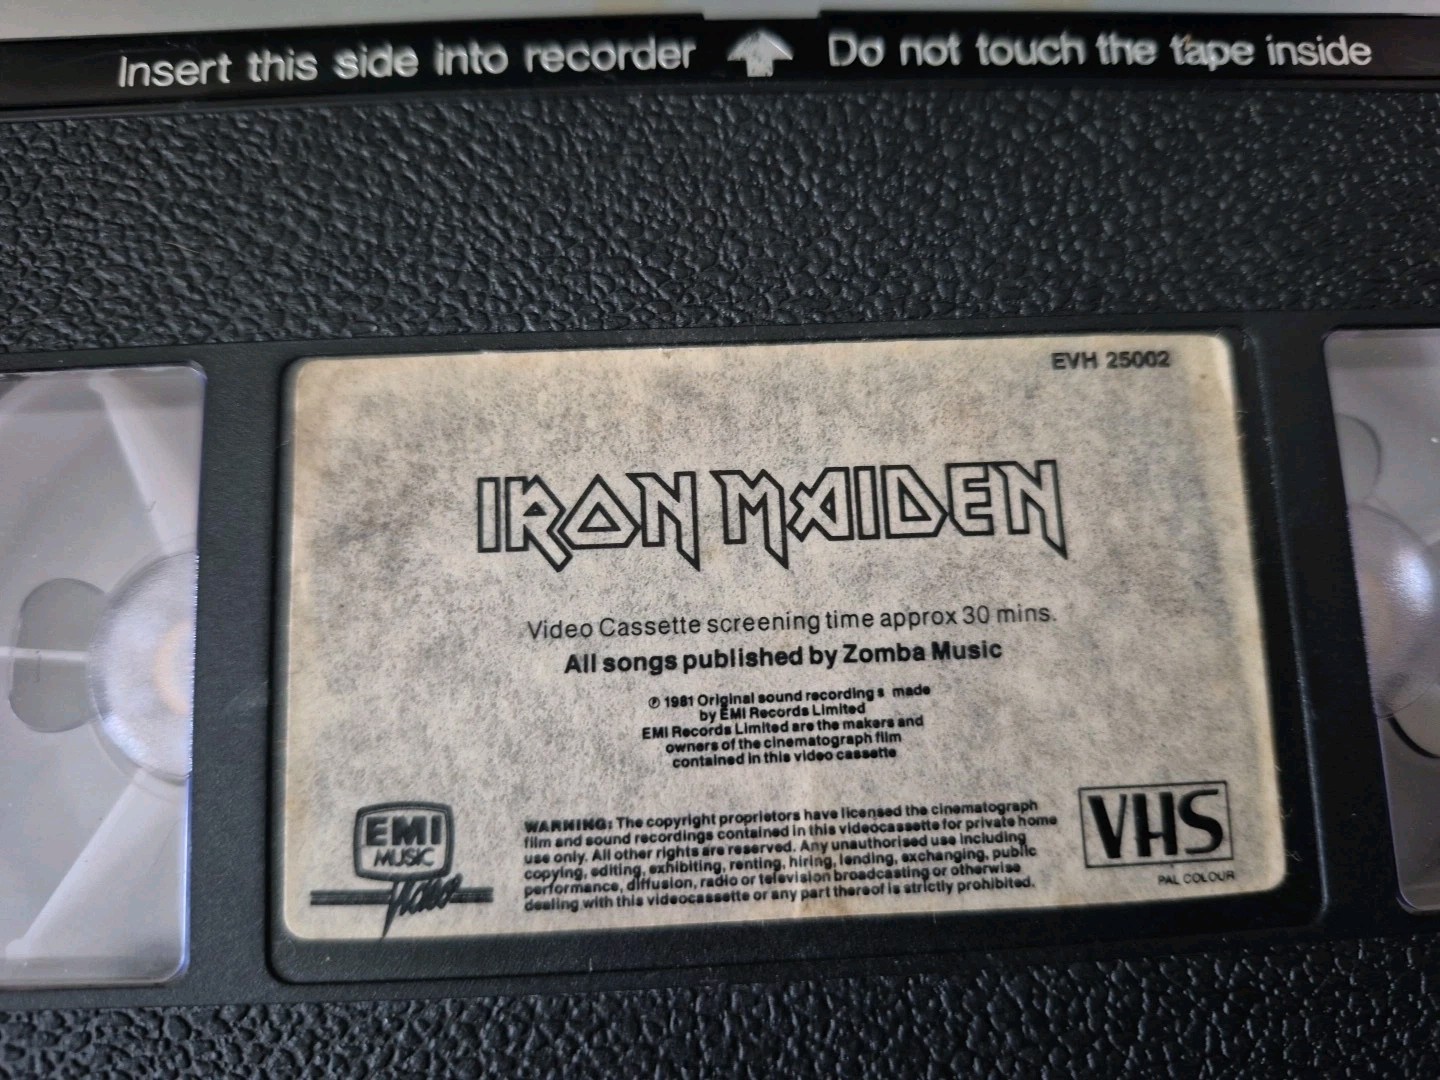 Insert this side into recorder Do not touch the tape inside
EVH 25002
IRON MAIDEN
Video Cassette screening time approx 30 mins.
All songs published by Zomba Music
℗ 1981 Original sound recordings made
by EMI Records Limited
EMI Records Limited are the makers and
owners of the cinematograph film
contained in this video cassette
EMI
MUSIC
Video
WARNING: The copyright proprietors have licensed the cinematograph
film and sound recordings contained in this videocassette for private home
use only. All other rights are reserved. Any unauthorised use including
copying, editing, exhibiting, renting, hiring, lending, exchanging, public
performance, diffusion, radio or television broadcasting or otherwise
dealing with this videocassette or any part thereof is strictly prohibited.
VHS
PAL COLOUR